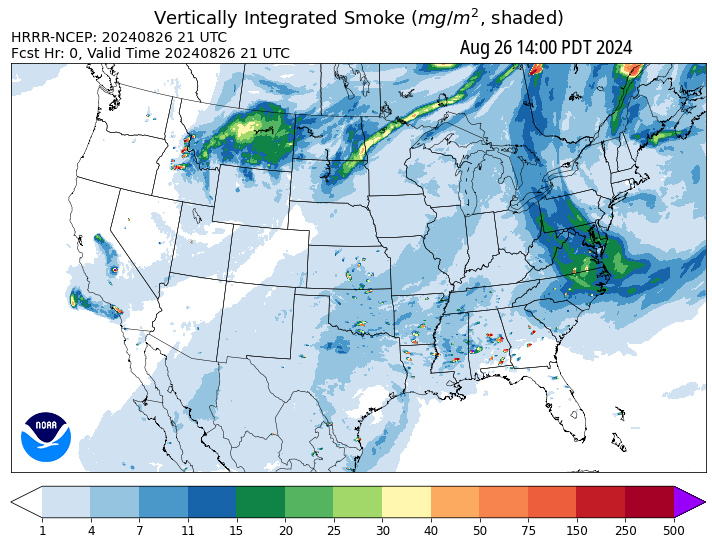 Vertically Integrated Smoke (mg/m², shaded)
HRRR-NCEP: 20240826 21 UTC
Fcst Hr: 0, Valid Time 20240826 21 UTC
Aug 26 14:00 PDT 2024
NOAA
1 4 7 11 15 20 25 30 40 50 75 150 250 500